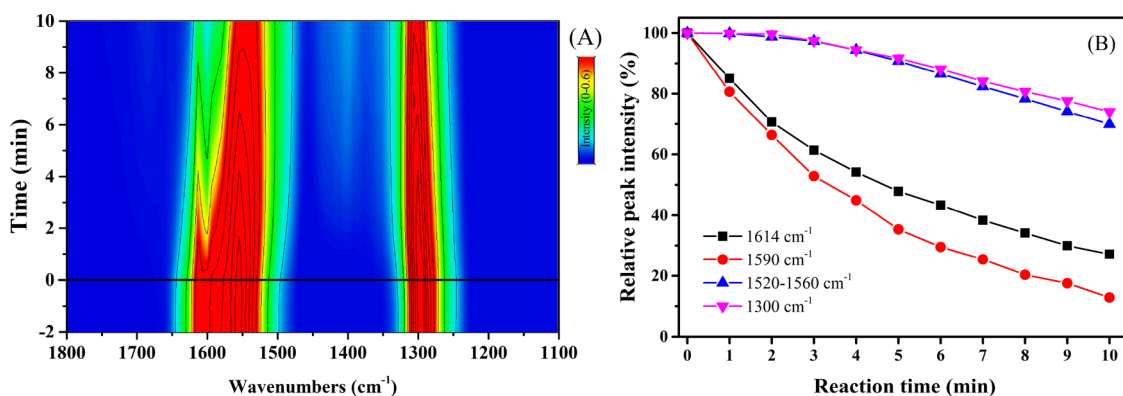 (A)
10
8
6
4
2
0
-2
Time (min)
1800 1700 1600 1500 1400 1300 1200 1100
Wavenumbers (cm⁻¹)
Intensity (0-0.6)
(B)
100
80
60
40
20
0
Relative peak intensity (%)
1614 cm⁻¹
1590 cm⁻¹
1520-1560 cm⁻¹
1300 cm⁻¹
0 1 2 3 4 5 6 7 8 9 10
Reaction time (min)